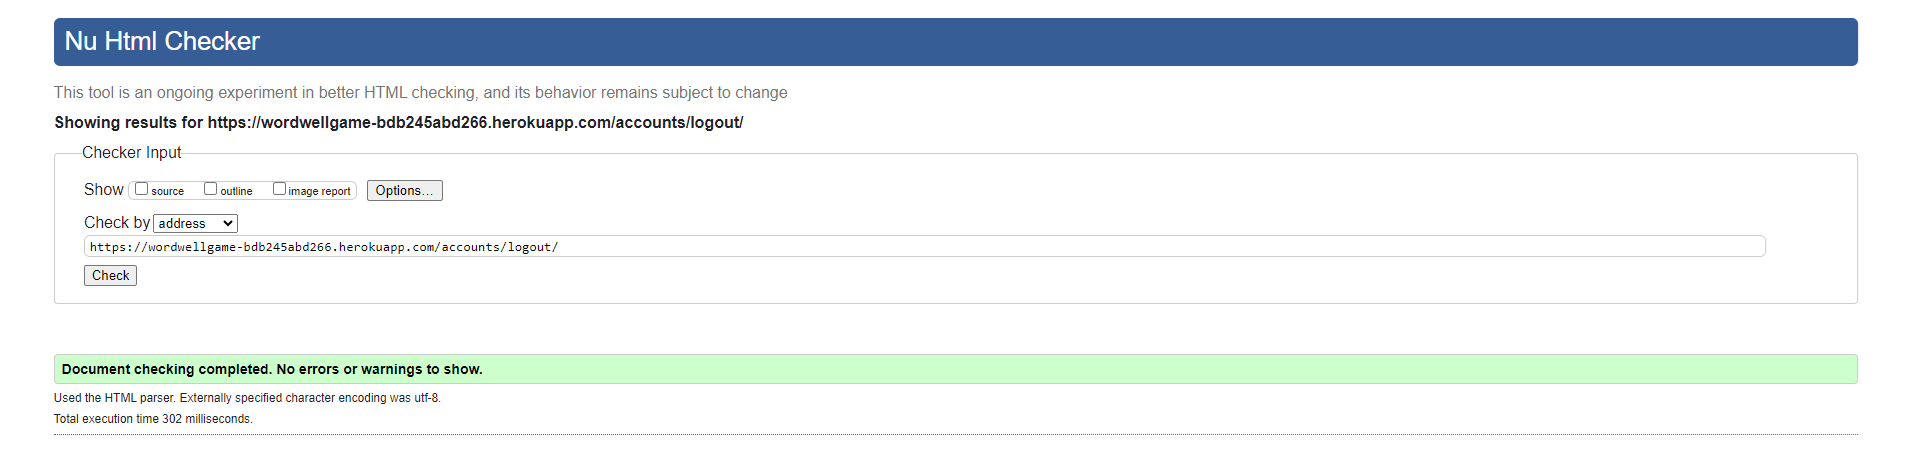 Nu Html Checker
This tool is an ongoing experiment in better HTML checking, and its behavior remains subject to change
Showing results for https://wordwellgame-bdb245abd266.herokuapp.com/accounts/logout/
Checker Input
Show source outline image report Options...
Check by address
https://wordwellgame-bdb245abd266.herokuapp.com/accounts/logout/
Check
Document checking completed. No errors or warnings to show.
Used the HTML parser. Externally specified character encoding was utf-8.
Total execution time 302 milliseconds.